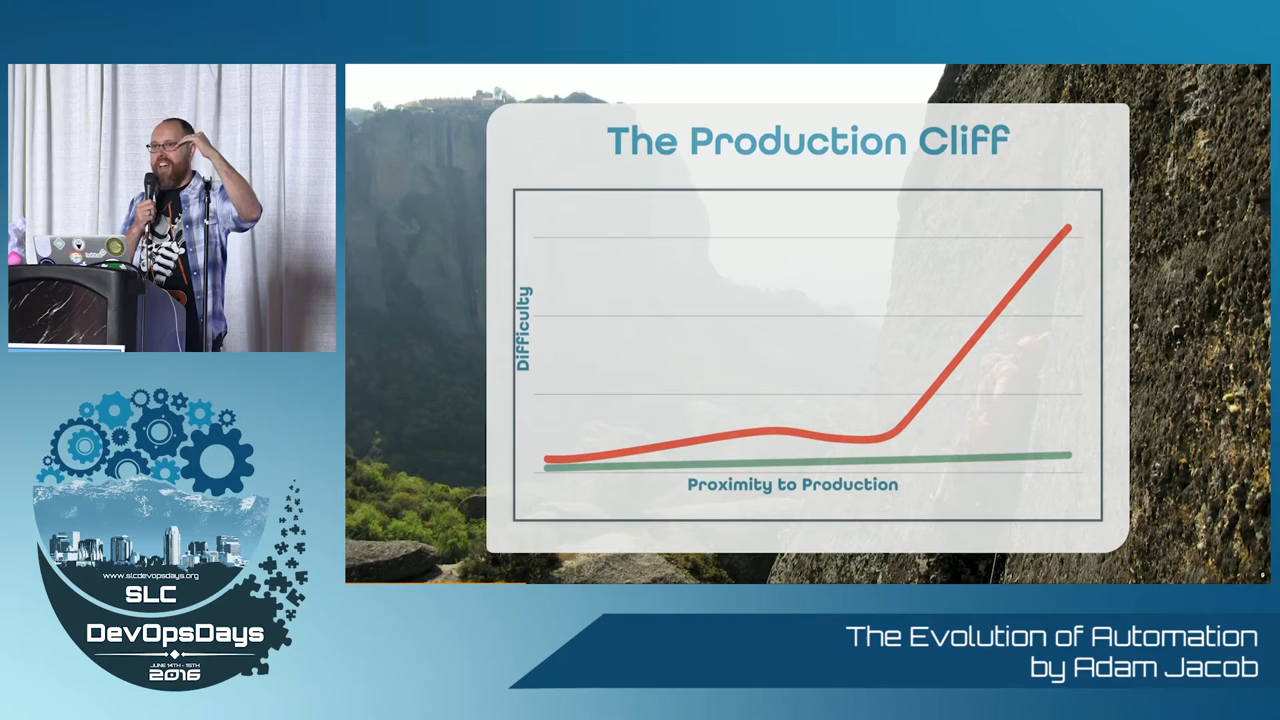 The Production Cliff
Difficulty
Proximity to Production
www.slcdevopsdays.org
SLC
DevOpsDays
JUNE 14TH - 15TH
2016
The Evolution of Automation
by Adam Jacob